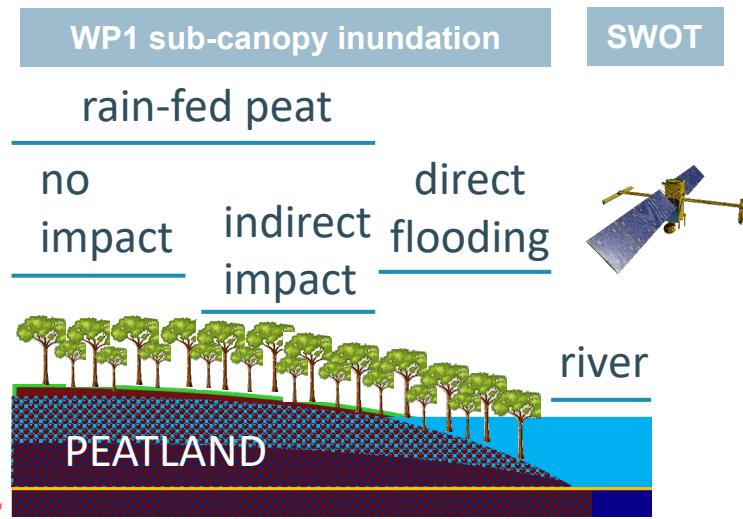 WP1 sub-canopy inundation
SWOT
rain-fed peat
no
impact
indirect
impact
direct
flooding
river
PEATLAND